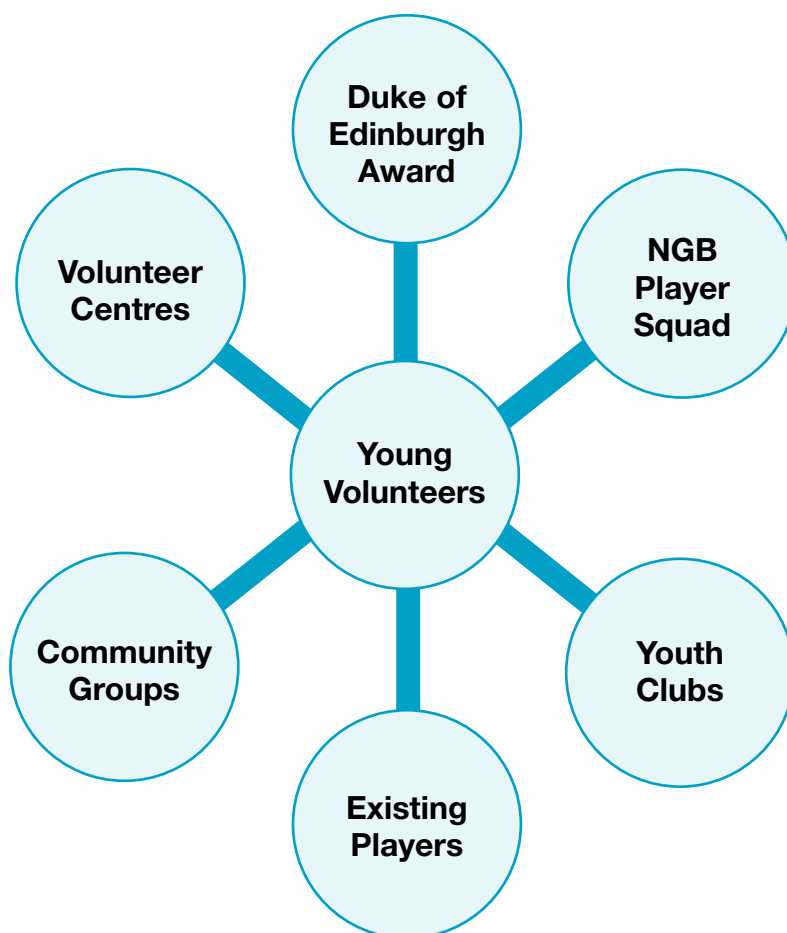 Duke of
Edinburgh
Award
Volunteer
Centres
NGB
Player
Squad
Young
Volunteers
Community
Groups
Youth
Clubs
Existing
Players